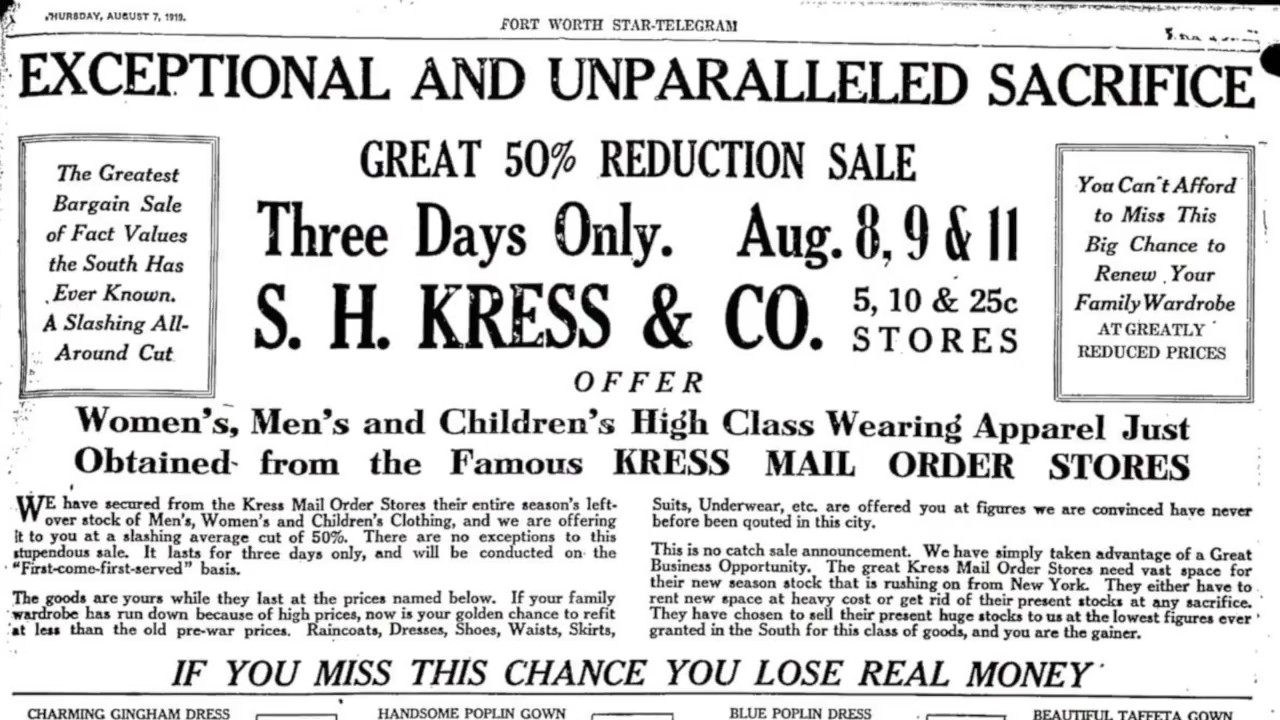 THURSDAY, AUGUST 7, 1919.
FORT WORTH STAR-TELEGRAM
EXCEPTIONAL AND UNPARALLELED SACRIFICE
The Greatest
Bargain Sale
of Fact Values
the South Has
Ever Known.
A Slashing All-
Around Cut
GREAT 50% REDUCTION SALE
Three Days Only. Aug. 8, 9 & 11
S. H. KRESS & CO. 5, 10 & 25c
STORES
You Can't Afford
to Miss This
Big Chance to
Renew Your
Family Wardrobe
AT GREATLY
REDUCED PRICES
OFFER
Women's, Men's and Children's High Class Wearing Apparel Just
Obtained from the Famous KRESS MAIL ORDER STORES
WE have secured from the Kress Mail Order Stores their entire season's left-
over stock of Men's, Women's and Children's Clothing, and we are offering
it to you at a slashing average cut of 50%. There are no exceptions to this
stupendous sale. It lasts for three days only, and will be conducted on the
"First-come-first-served" basis.
The goods are yours while they last at the prices named below. If your family
wardrobe has run down because of high prices, now is your golden chance to refit
at less than the old pre-war prices. Raincoats, Dresses, Shoes, Waists, Skirts,
Suits, Underwear, etc. are offered you at figures we are convinced have never
before been qouted in this city.
This is no catch sale announcement. We have simply taken advantage of a Great
Business Opportunity. The great Kress Mail Order Stores need vast space for
their new season stock that is rushing on from New York. They either have to
rent new space at heavy cost or get rid of their present stocks at any sacrifice.
They have chosen to sell their present huge stocks to us at the lowest figures ever
granted in the South for this class of goods, and you are the gainer.
IF YOU MISS THIS CHANCE YOU LOSE REAL MONEY
CHARMING GINGHAM DRESS
HANDSOME POPLIN GOWN
BLUE POPLIN DRESS
BEAUTIFUL TAFFETA GOWN